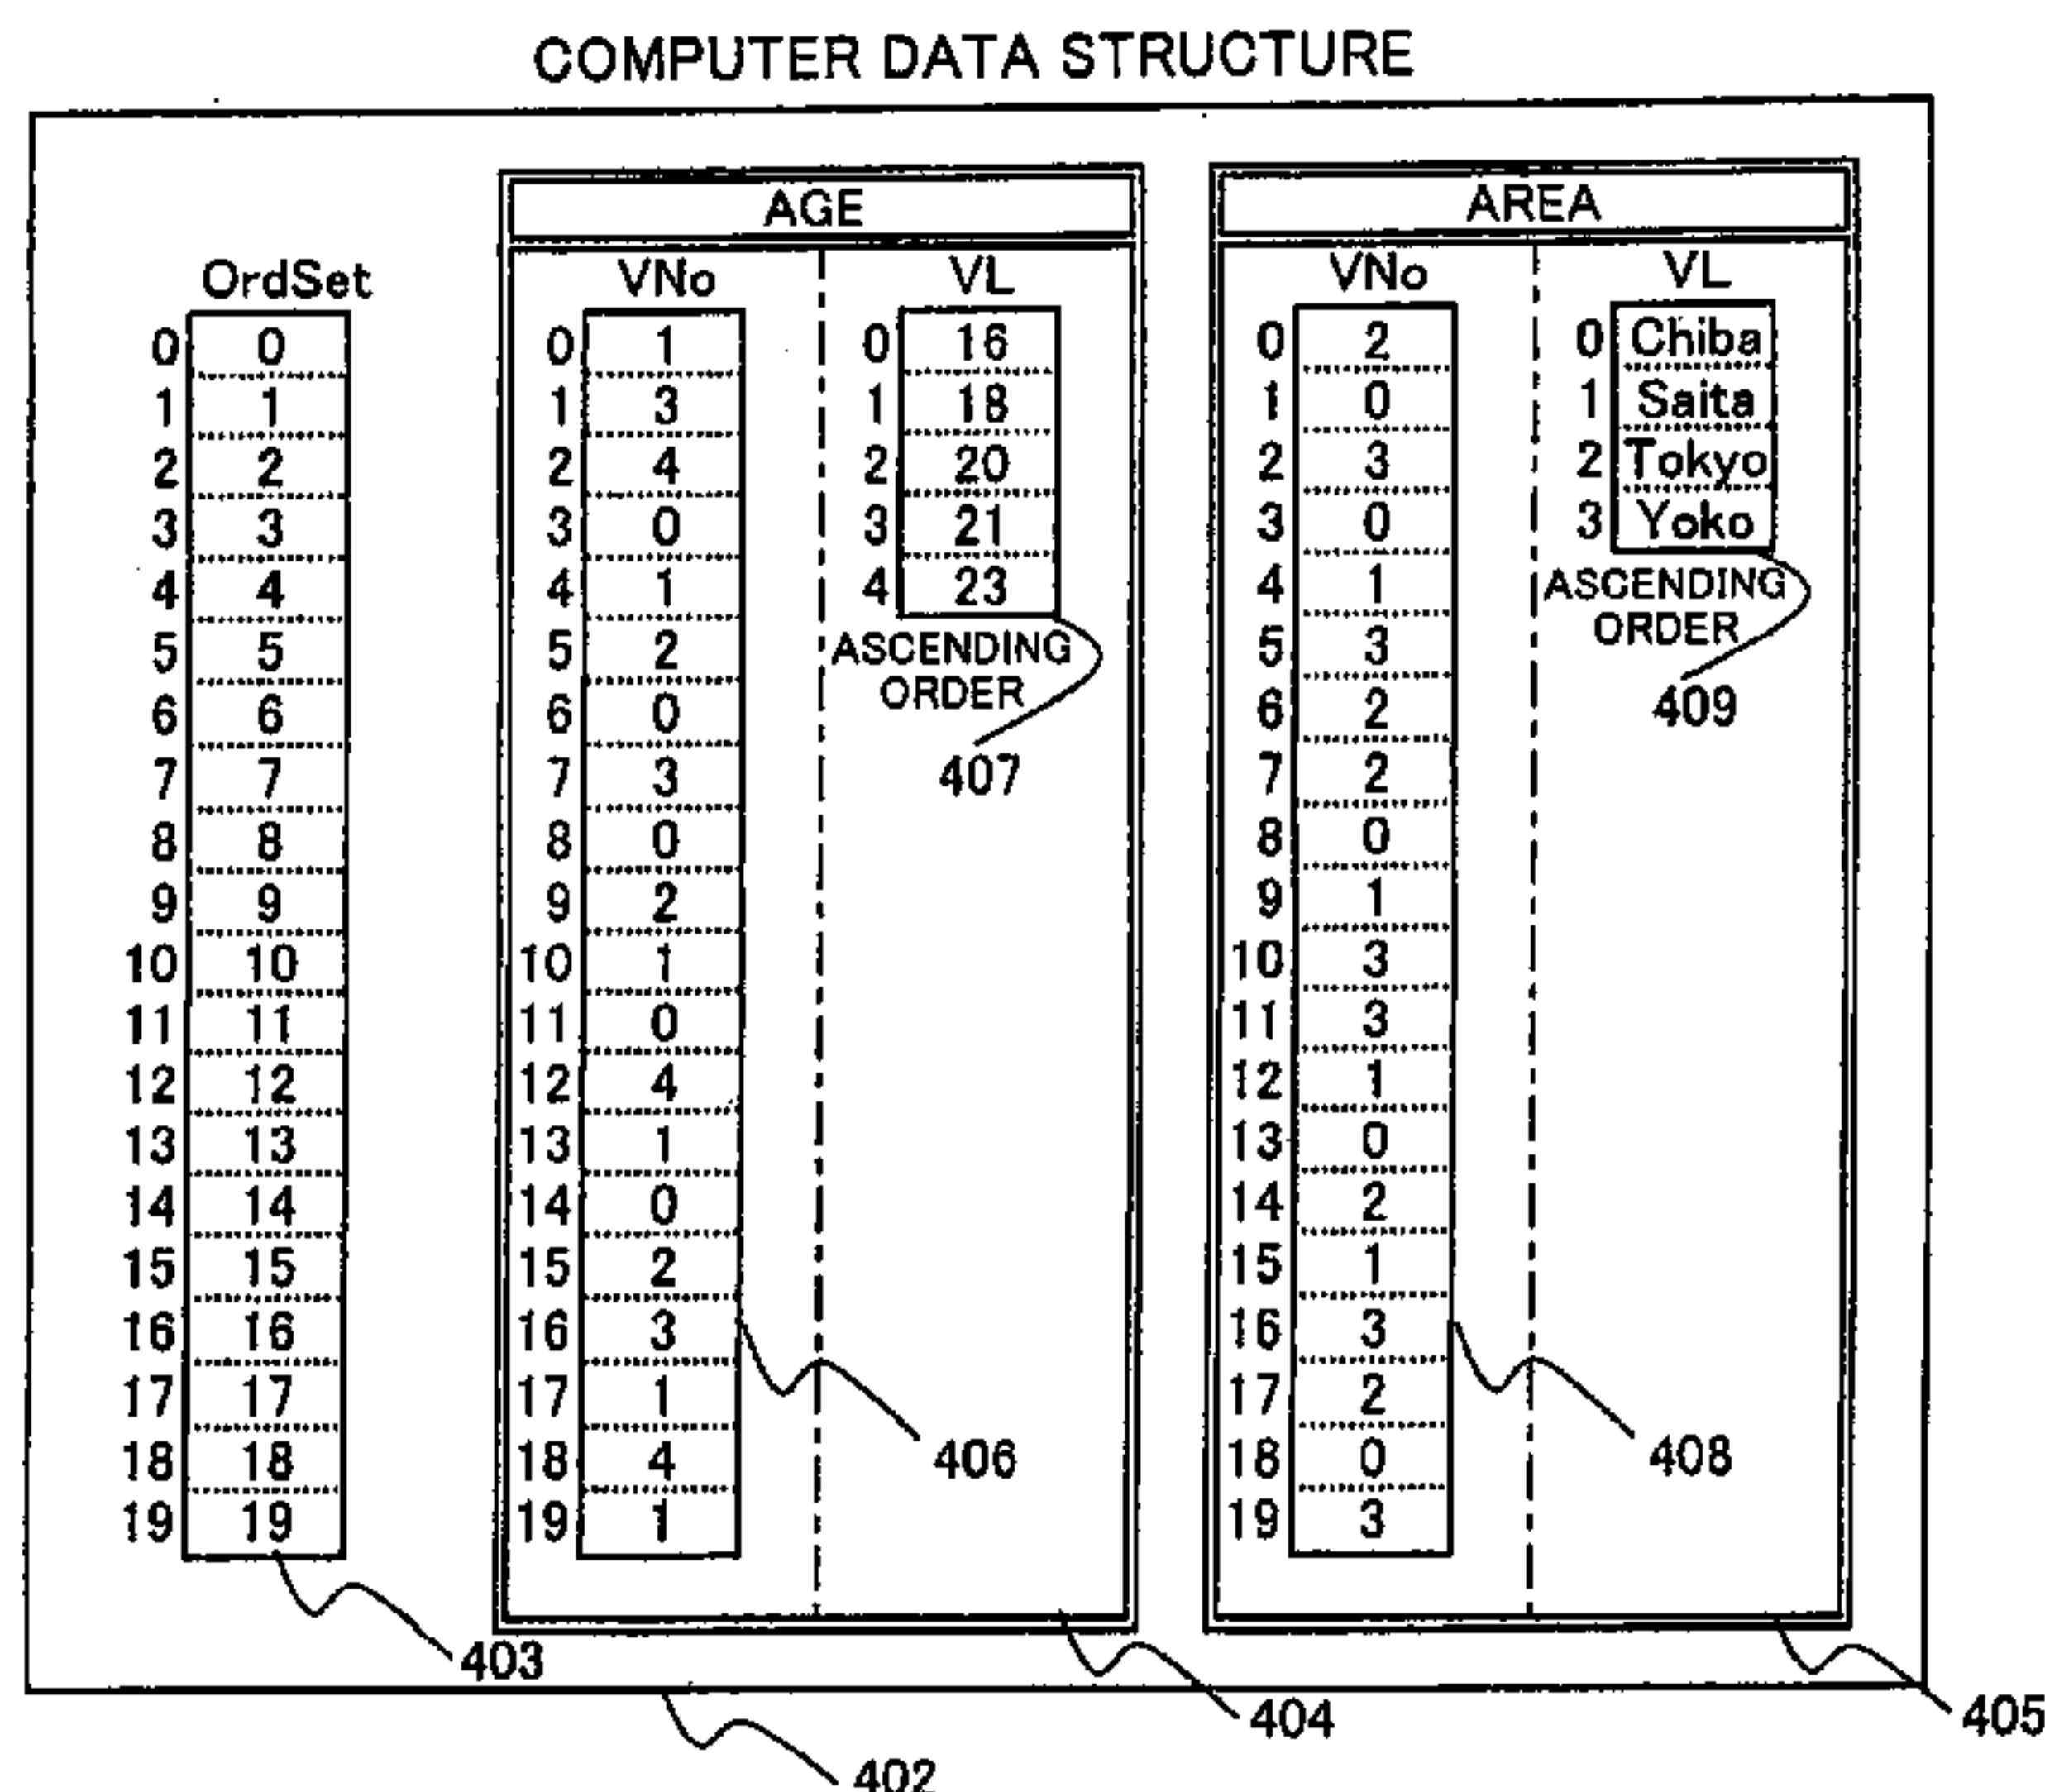 COMPUTER DATA STRUCTURE
AGE
AREA
OrdSet VNo VL VNo VL
0 0 0 1 0 16 0 2 0 Chiba
1 1 1 3 1 18 1 0 1 Saita
2 2 2 4 2 20 2 3 2 Tokyo
3 3 3 0 3 21 3 0 3 Yoko
4 4 4 1 4 23 4 1 ASCENDING
ORDER
5 5 5 2 ASCENDING 5 3
ORDER
6 6 6 0 6 2 409
7 7 7 3 407 7 2
8 8 8 0 8 0
9 9 9 2 9 1
10 10 10 1 10 3
11 11 11 0 11 3
12 12 12 4 12 1
13 13 13 1 13 0
14 14 14 0 14 2
15 15 15 2 15 1
16 16 16 3 16 3
17 17 17 1 17 2
18 18 18 4 406 18 0 408
19 19 19 1 19 3
403
404
405
402